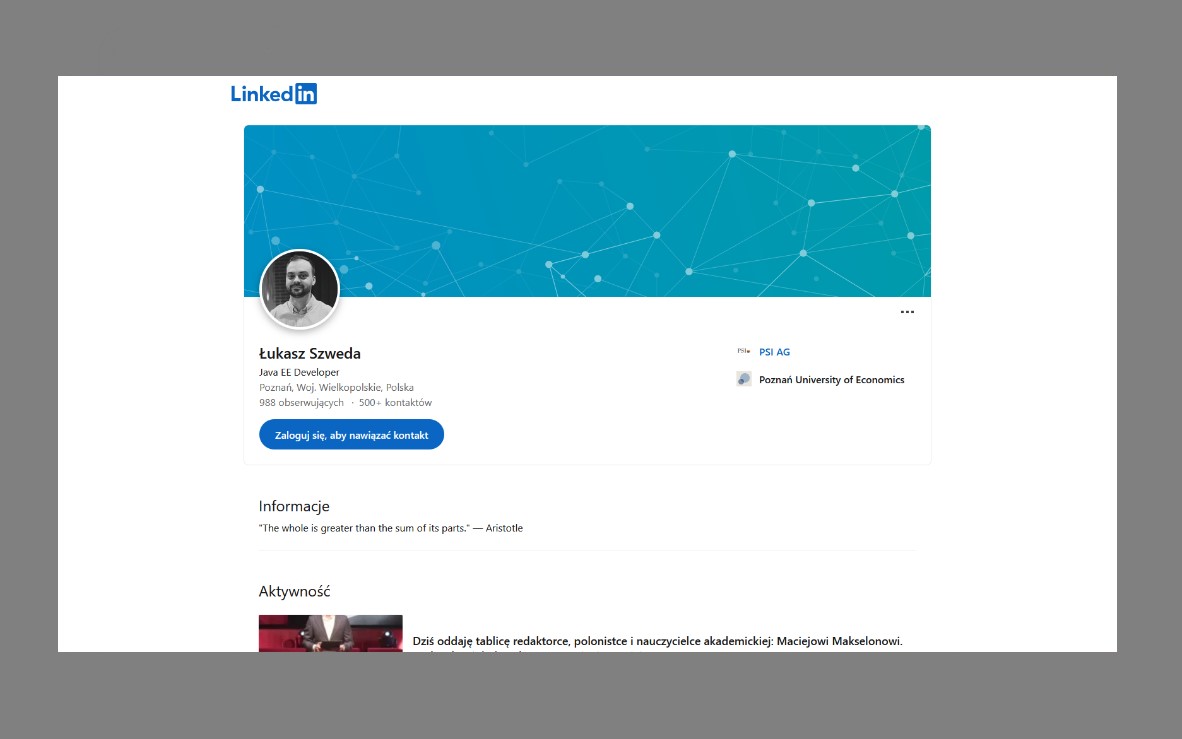 Linkedin
Łukasz Szweda
Java EE Developer
Poznań, Woj. Wielkopolskie, Polska
988 obserwujących · 500+ kontaktów
Zaloguj się, aby nawiązać kontakt
PSI
PSI AG
Poznań University of Economics
Informacje
"The whole is greater than the sum of its parts." — Aristotle
Aktywność
Dziś oddaję tablicę redaktorce, polonistce i nauczycielce akademickiej: Maciejowi Makselonowi.